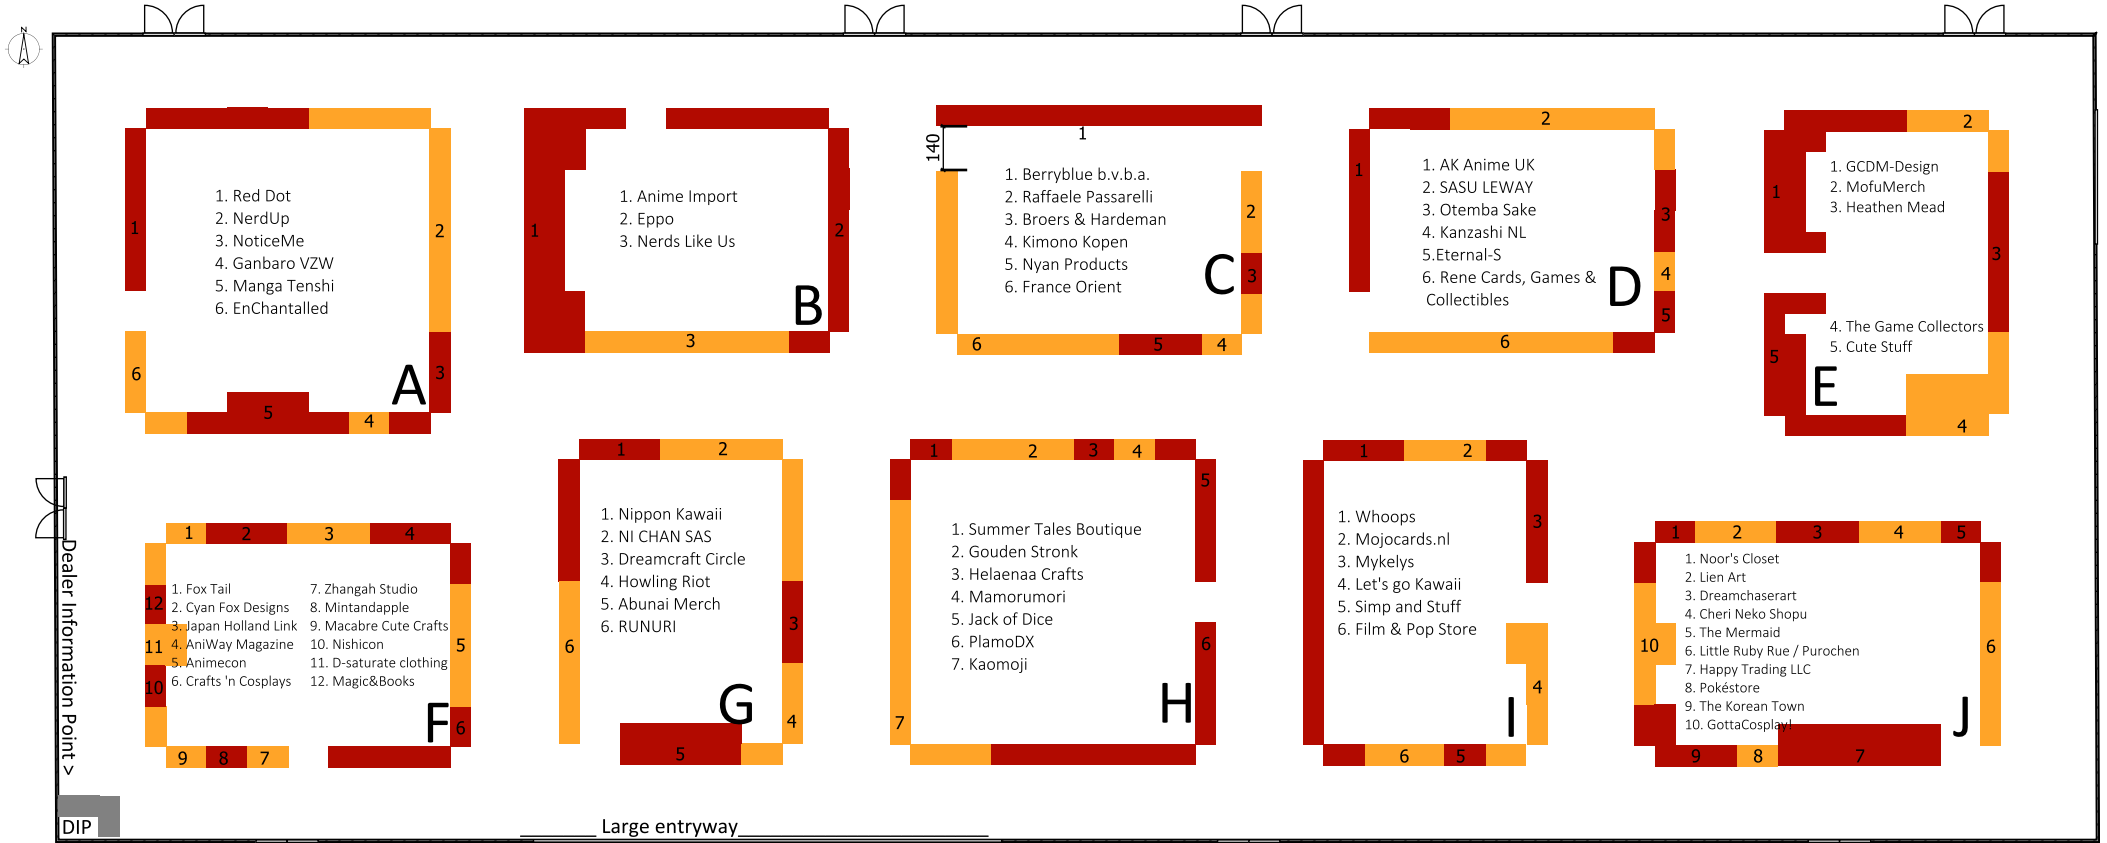 N
1
2
3
4
5
6
1. Red Dot
2. NerdUp
3. NoticeMe
4. Ganbaro VZW
5. Manga Tenshi
6. EnChantalled
A
1
2
3
1. Anime Import
2. Eppo
3. Nerds Like Us
B
140
1
2
3
4
5
6
1. Berryblue b.v.b.a.
2. Raffaele Passarelli
3. Broers & Hardeman
4. Kimono Kopen
5. Nyan Products
6. France Orient
C
1
2
3
4
5
6
1. AK Anime UK
2. SASU LEWAY
3. Otemba Sake
4. Kanzashi NL
5.Eternal-S
6. Rene Cards, Games &
Collectibles
D
1
2
3
4
5
1. GCDM-Design
2. MofuMerch
3. Heathen Mead
4. The Game Collectors
5. Cute Stuff
E
1
2
3
4
5
6
7
8
9
10
11
12
1. Fox Tail
2. Cyan Fox Designs
3. Japan Holland Link
4. AniWay Magazine
5. Animecon
6. Crafts 'n Cosplays
7. Zhangah Studio
8. Mintandapple
9. Macabre Cute Crafts
10. Nishicon
11. D-saturate clothing
12. Magic&Books
F
1
2
3
4
5
6
1. Nippon Kawaii
2. NI CHAN SAS
3. Dreamcraft Circle
4. Howling Riot
5. Abunai Merch
6. RUNURI
G
1
2
3
4
5
6
7
1. Summer Tales Boutique
2. Gouden Stronk
3. Helaenaa Crafts
4. Mamorumori
5. Jack of Dice
6. PlamoDX
7. Kaomoji
H
1
2
3
4
5
6
1. Whoops
2. Mojocards.nl
3. Mykelys
4. Let's go Kawaii
5. Simp and Stuff
6. Film & Pop Store
I
1
2
3
4
5
6
7
8
9
10
1. Noor's Closet
2. Lien Art
3. Dreamchaserart
4. Cheri Neko Shopu
5. The Mermaid
6. Little Ruby Rue / Purochen
7. Happy Trading LLC
8. Pokéstore
9. The Korean Town
10. GottaCosplay!
J
Dealer Information Point >
DIP
Large entryway